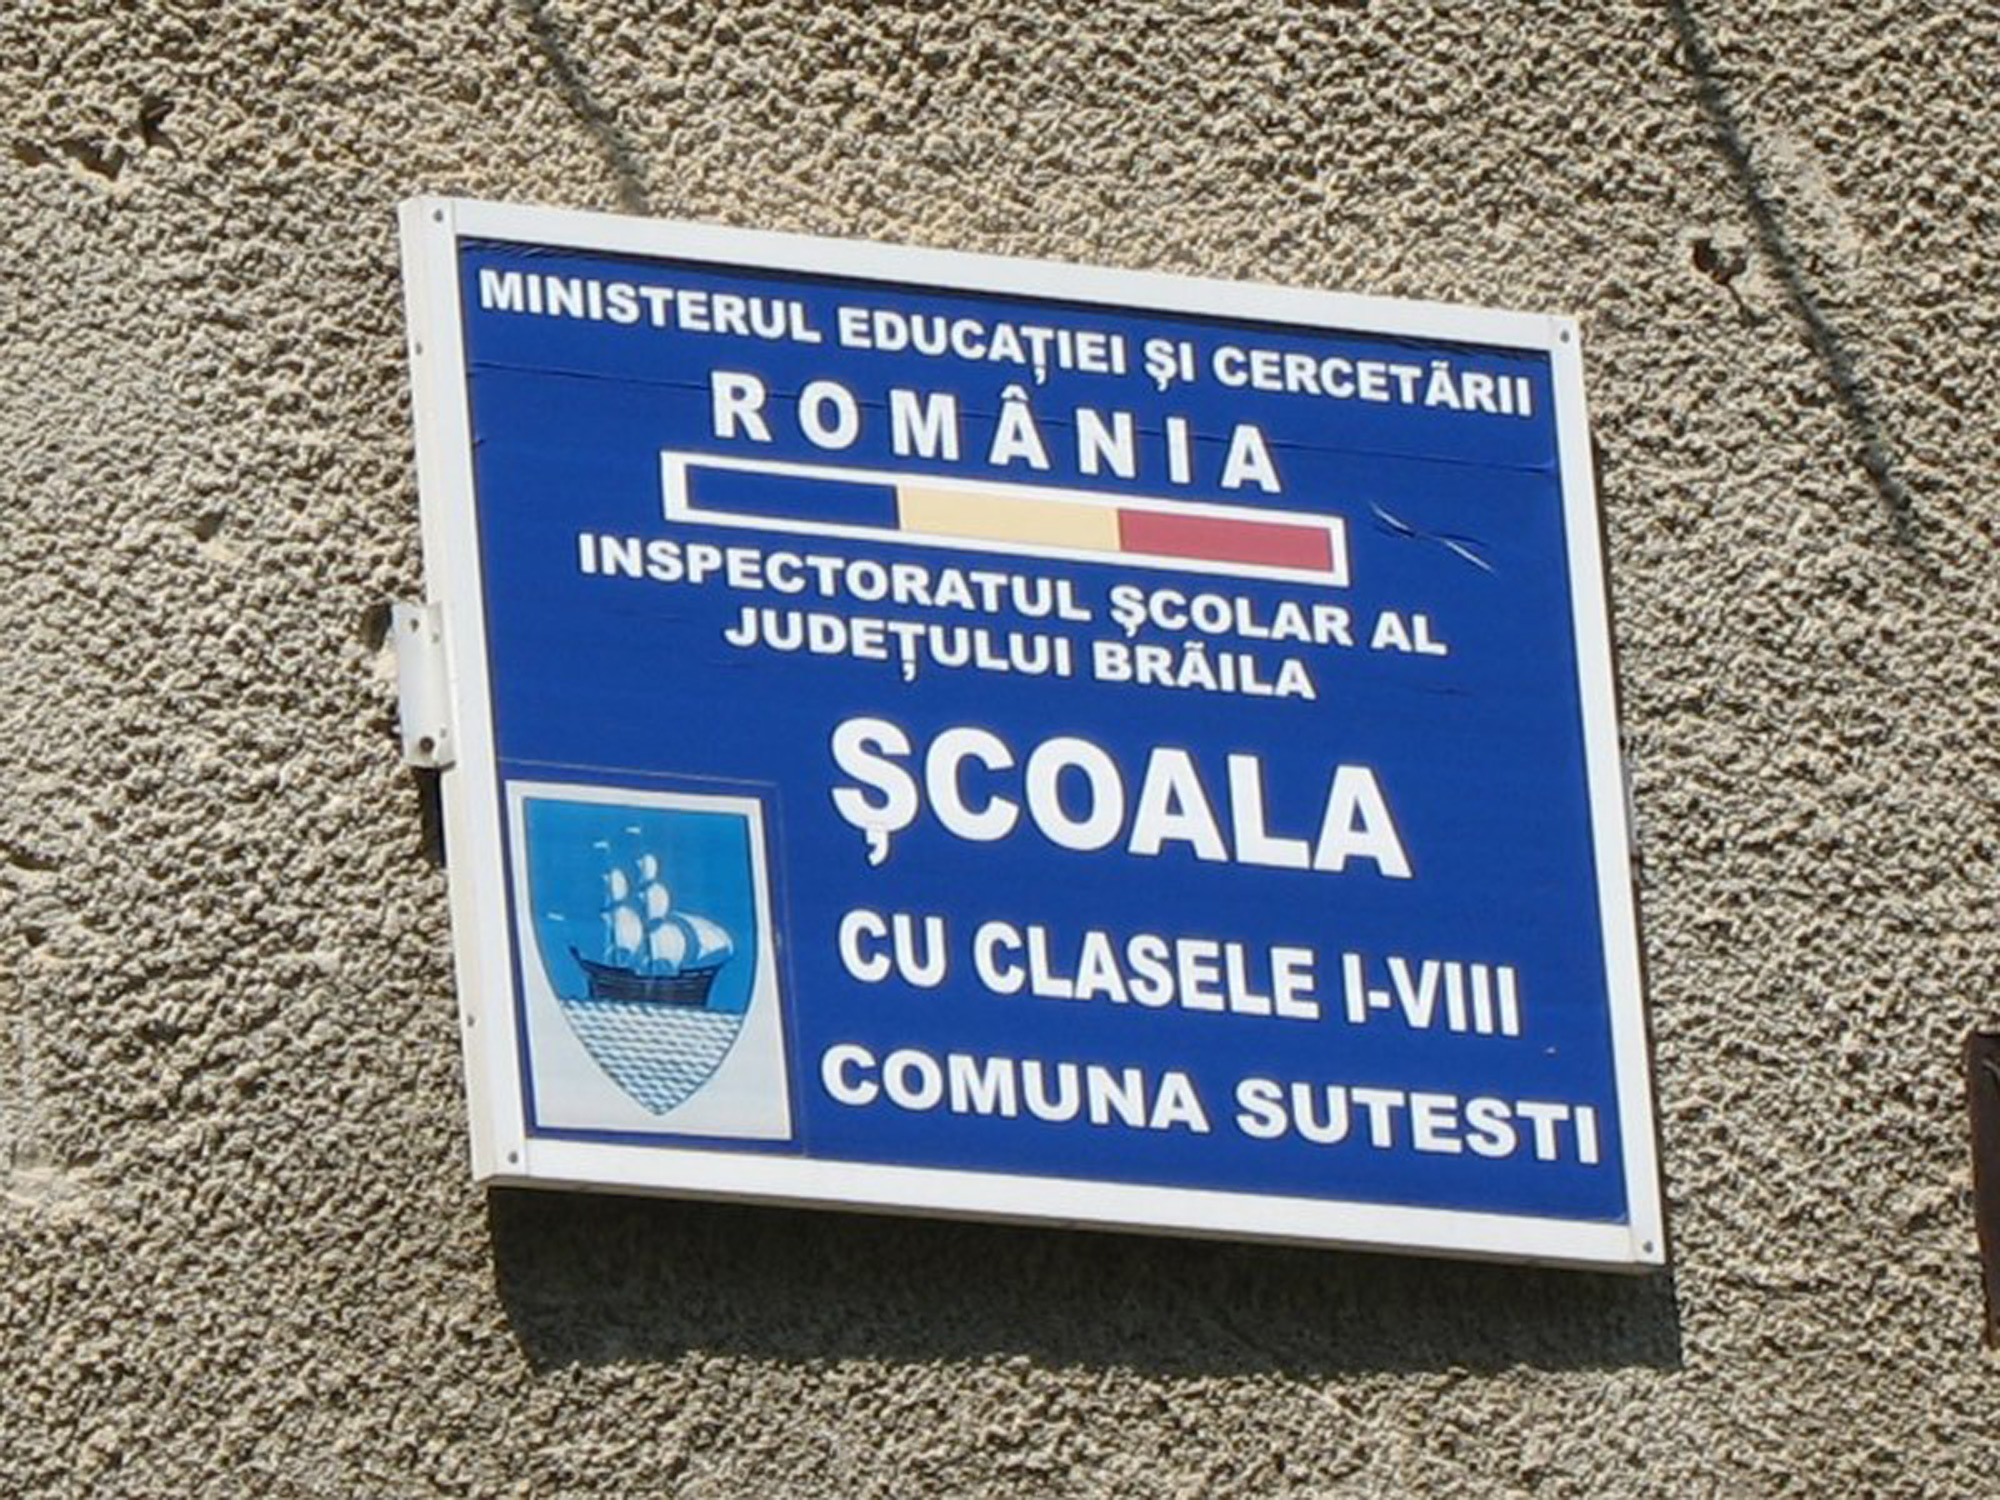 MINISTERUL EDUCAȚIEI ȘI CERCETĂRII
ROMÂNIA
INSPECTORATUL ȘCOLAR AL
JUDEȚULUI BRĂILA
ȘCOALA
CU CLASELE I-VIII
COMUNA SUTESTI